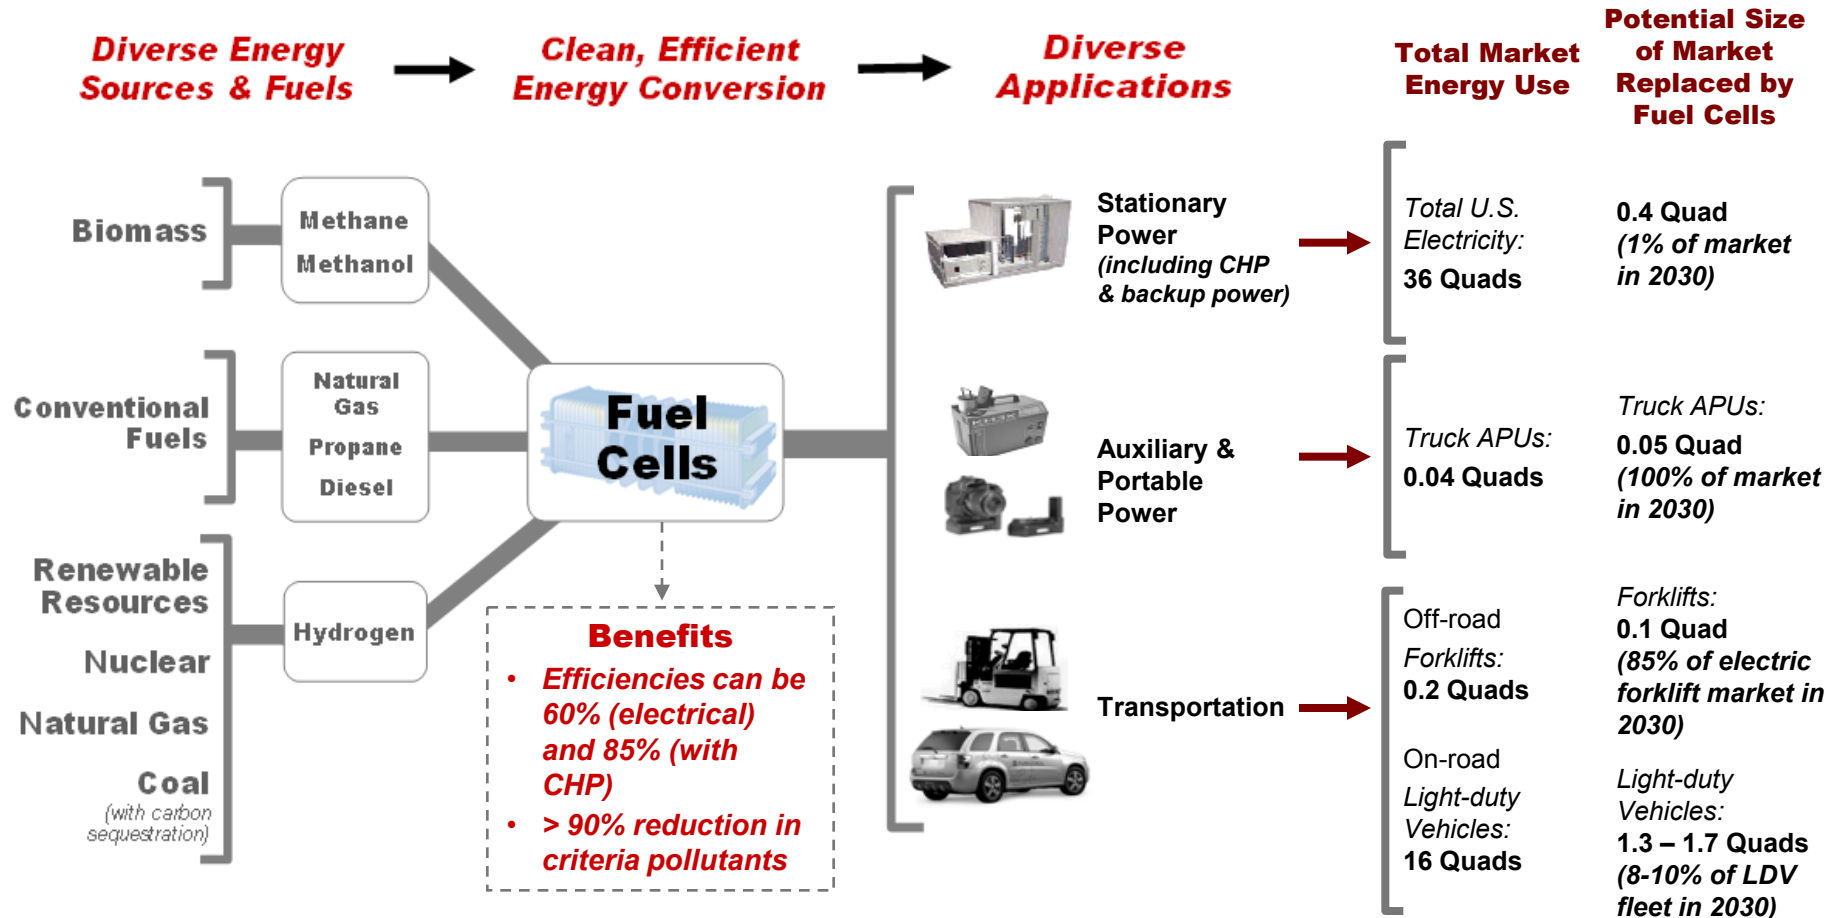 Diverse Energy
Sources & Fuels
Clean, Efficient
Energy Conversion
Diverse
Applications
Total Market
Energy Use
Potential Size
of Market
Replaced by
Fuel Cells
Biomass
Methane
Methanol
Conventional
Fuels
Natural
Gas
Propane
Diesel
Renewable
Resources
Nuclear
Natural Gas
Coal
(with carbon
sequestration)
Hydrogen
Fuel
Cells
Benefits
• Efficiencies can be
60% (electrical)
and 85% (with
CHP)
• > 90% reduction in
criteria pollutants
Stationary
Power
(including CHP
& backup power)
Total U.S.
Electricity:
36 Quads
0.4 Quad
(1% of market
in 2030)
Auxiliary &
Portable
Power
Truck APUs:
0.04 Quads
Truck APUs:
0.05 Quad
(100% of market
in 2030)
Transportation
Off-road
Forklifts:
0.2 Quads
On-road
Light-duty
Vehicles:
16 Quads
Forklifts:
0.1 Quad
(85% of electric
forklift market in
2030)
Light-duty
Vehicles:
1.3 – 1.7 Quads
(8-10% of LDV
fleet in 2030)